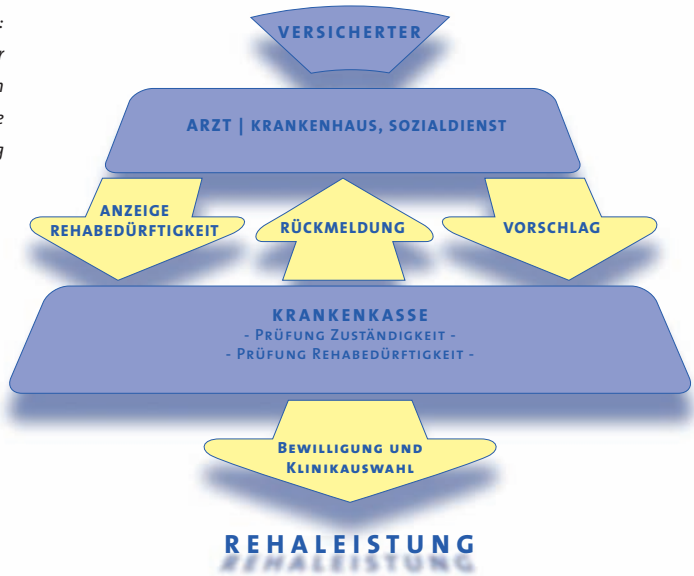 :
r
n
e
g
VERSICHERTER
ARZT | KRANKENHAUS, SOZIALDIENST
ANZEIGE
REHABEDÜRFTIGKEIT
RÜCKMELDUNG
VORSCHLAG
KRANKENKASSE
- PRÜFUNG ZUSTÄNDIGKEIT -
- PRÜFUNG REHABEDÜRFTIGKEIT -
BEWILLIGUNG UND
KLINIKAUSWAHL
REHALEISTUNG